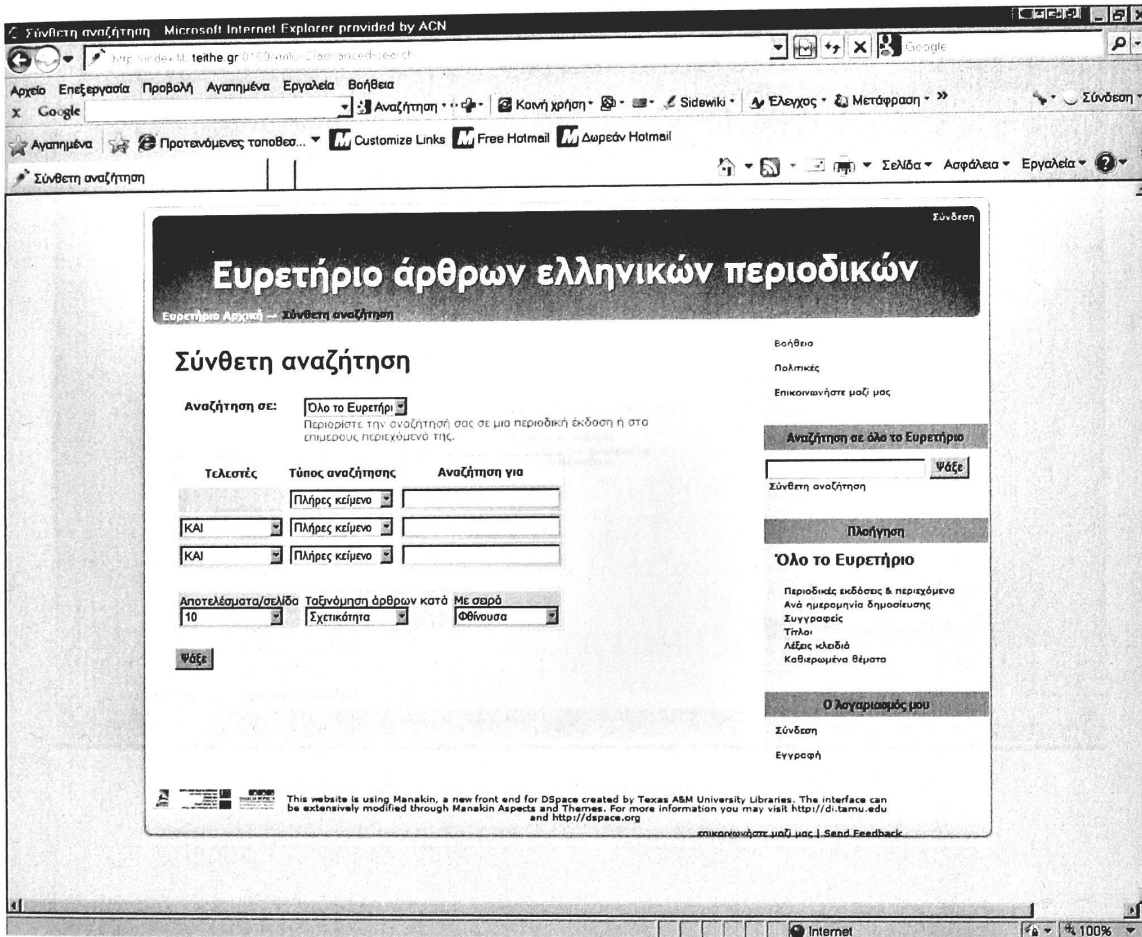 Σύνθετη αναζήτηση - Microsoft Internet Explorer provided by ACN
teithe.gr
Google
Αρχείο Επεξεργασία Προβολή Αγαπημένα Εργαλεία Βοήθεια
x Google Αναζήτηση Κοινή χρήση Sidewiki Έλεγχος Μετάφραση » Σύνδεση
Αγαπημένα Προτεινόμενες τοποθεσ... Customize Links Free Hotmail Δωρεάν Hotmail
Σύνθετη αναζήτηση Σελίδα Ασφάλεια Εργαλεία
Σύνδεση
Ευρετήριο άρθρων ελληνικών περιοδικών
Ευρετήριο Αρχική → Σύνθετη αναζήτηση
Σύνθετη αναζήτηση
Αναζήτηση σε: Όλο το Ευρετήρι
Περιορίστε την αναζήτησή σας σε μια περιοδική έκδοση ή στα
επιμέρους περιεχόμενά της.
Τελεστές Τύπος αναζήτησης Αναζήτηση για
Πλήρες κείμενο
ΚΑΙ Πλήρες κείμενο
ΚΑΙ Πλήρες κείμενο
Αποτελέσματα/σελίδα Ταξινόμηση άρθρων κατά Με σειρά
10 Σχετικότητα Φθίνουσα
Ψάξε
Βοήθεια
Πολιτικές
Επικοινωνήστε μαζί μας
Αναζήτηση σε όλο το Ευρετήριο
Ψάξε
Σύνθετη αναζήτηση
Πλοήγηση
Όλο το Ευρετήριο
Περιοδικές εκδόσεις & περιεχόμενα
Ανά ημερομηνία δημοσίευσης
Συγγραφείς
Τίτλοι
Λέξεις κλειδιά
Καθιερωμένα θέματα
Ο λογαριασμός μου
Σύνδεση
Εγγραφή
This website is using Manakin, a new front end for DSpace created by Texas A&M University Libraries. The interface can
be extensively modified through Manakin Aspects and Themes. For more information you may visit http://di.tamu.edu
and http://dspace.org
επικοινωνήστε μαζί μας | Send Feedback
Internet 100%